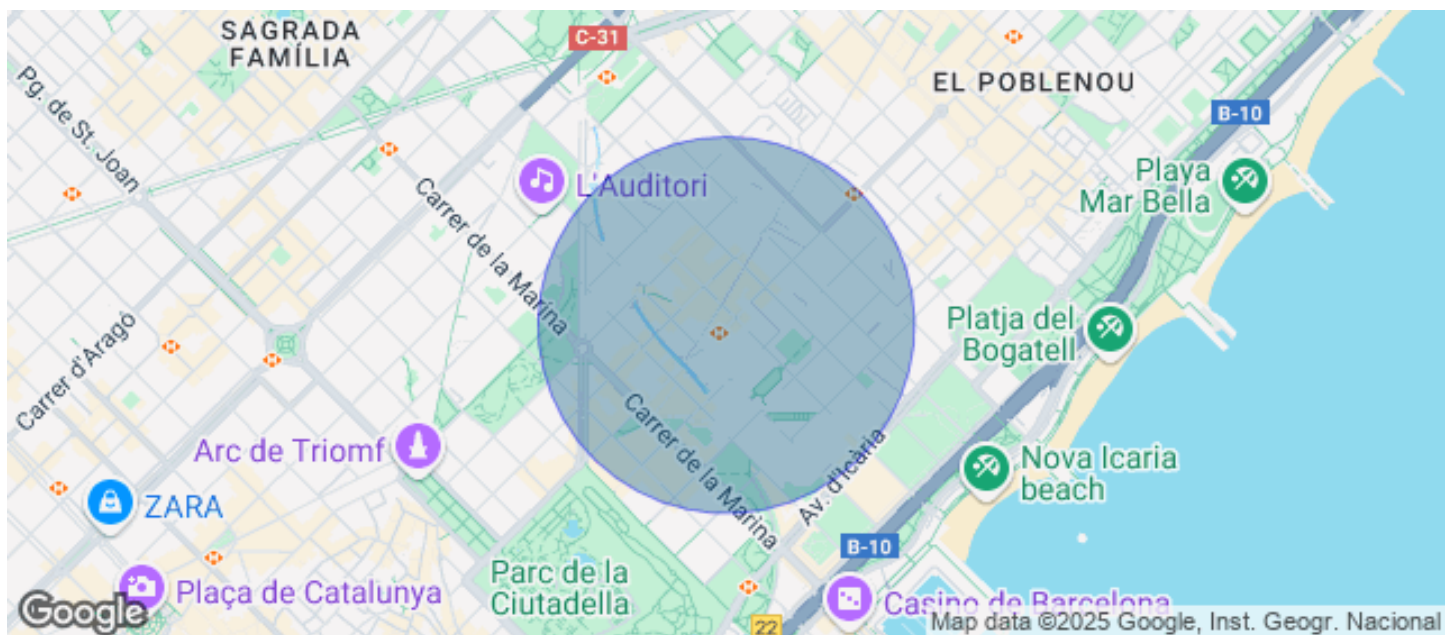 SAGRADA
FAMÍLIA
C-31
EL POBLENOU
B-10
Pg. de St. Joan
L'Auditori
Playa
Mar Bella
Carrer de la Marina
Carrer d'Aragó
Platja del
Bogatell
Arc de Triomf
Carrer de la Marina
Av. d'Icària
Nova Icaria
beach
ZARA
B-10
Plaça de Catalunya
Parc de la
Ciutadella
Casino de Barcelona
Google
22
Map data ©2025 Google, Inst. Geogr. Nacional